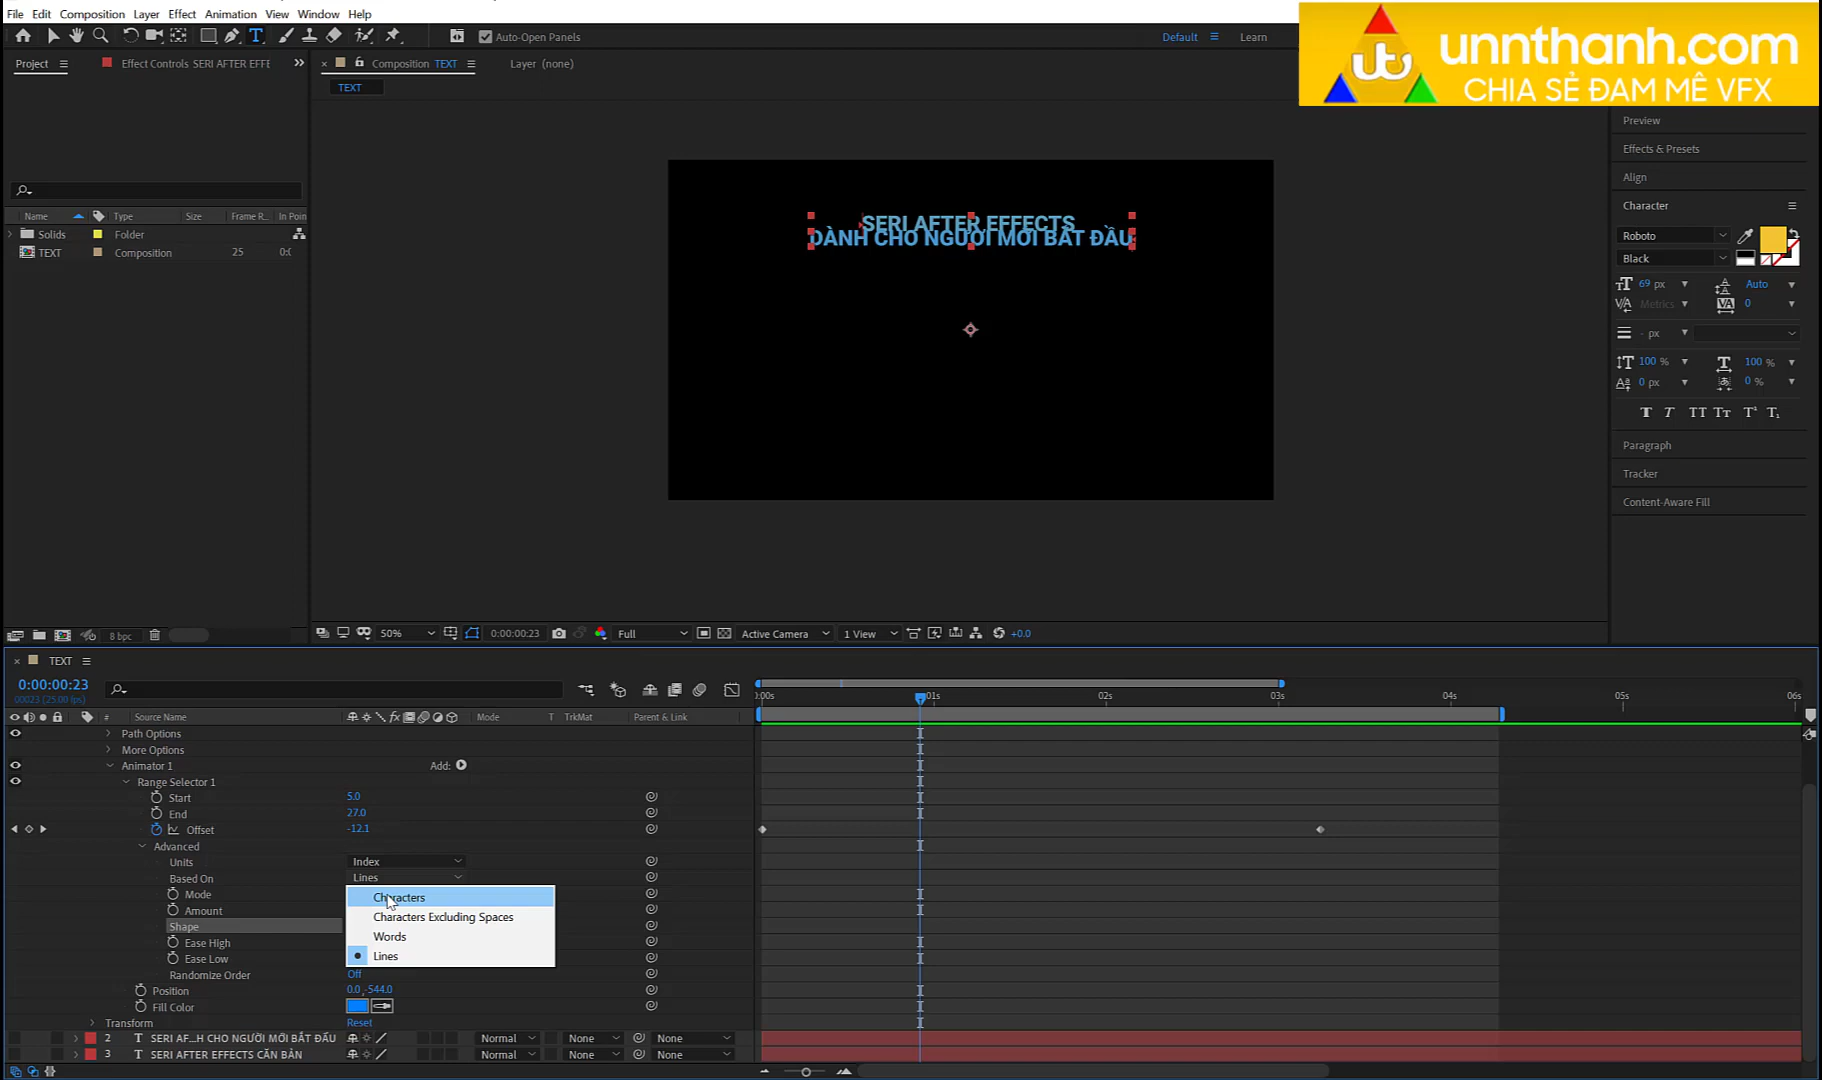 File Edit Composition Layer Effect Animation View Window Help
Auto-Open Panels
Default
Learn
unnthanh.com
CHIA SẺ ĐAM MÊ VFX
Project
Effect Controls SERI AFTER EFFE
Composition TEXT
Layer (none)
TEXT
Name Type Size Frame R... In Point
Solids Folder
TEXT Composition 25 0:(
SERI AFTER EFFECTS
DÀNH CHO NGƯỜI MỚI BẮT ĐẦU
Preview
Effects & Presets
Align
Character
Roboto
Black
69 px Auto
Metrics 0
- px
100 % 100 %
0 px 0 %
T T TT Tт T¹ T₁
Paragraph
Tracker
Content-Aware Fill
8 bpc
50% 0:00:00:23 Full Active Camera 1 View +0.0
TEXT
0:00:00:23
00023 (25.00 fps)
:00s 01s 02s 03s 04s 05s 06s
# Source Name Mode T TrkMat Parent & Link
Path Options
More Options
Animator 1 Add:
Range Selector 1
Start 5.0
End 27.0
Offset -12.1
Advanced
Units Index
Based On Lines
Mode
Characters
Amount
Characters Excluding Spaces
Shape
Words
Ease High
Lines
Ease Low
Randomize Order Off
Position 0.0,-544.0
Fill Color
Transform Reset
2 T SERI AF...H CHO NGƯỜI MỚI BẮT ĐẦU Normal None None
3 T SERI AFTER EFFECTS CĂN BẢN Normal None None